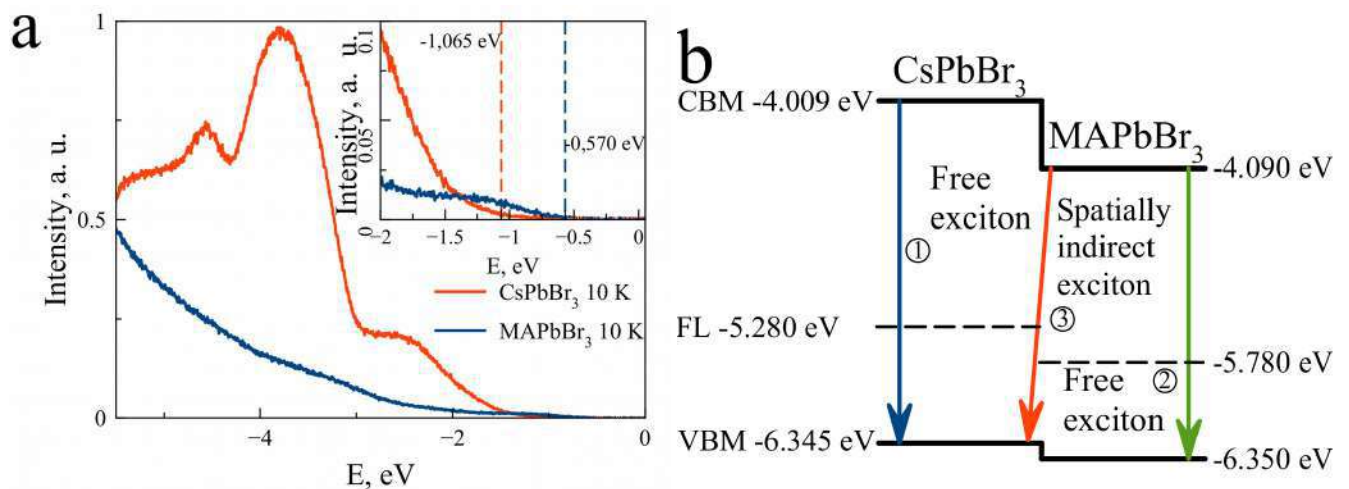 a
1
0.5
0
Intensity, a. u.
−4
−2
0
E, eV
0.1
0.05
0
Intensity, a. u.
-1,065 eV
-0,570 eV
−2
−1.5
−1
−0.5
0
E, eV
CsPbBr3 10 K
MAPbBr3 10 K
b
CsPbBr3
CBM -4.009 eV
MAPbBr3
-4.090 eV
Free
exciton
①
Spatially
indirect
exciton
③
FL -5.280 eV
-5.780 eV
Free
exciton
②
VBM -6.345 eV
-6.350 eV